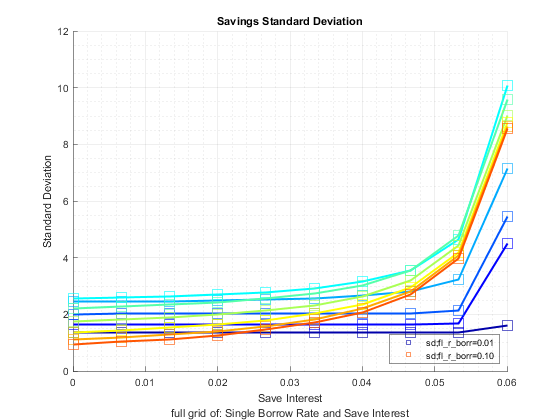 Savings Standard Deviation
12
10
8
6
4
2
0
Standard Deviation
sd;fl_r_borr=0.01
sd;fl_r_borr=0.10
0 0.01 0.02 0.03 0.04 0.05 0.06
Save Interest
full grid of: Single Borrow Rate and Save Interest